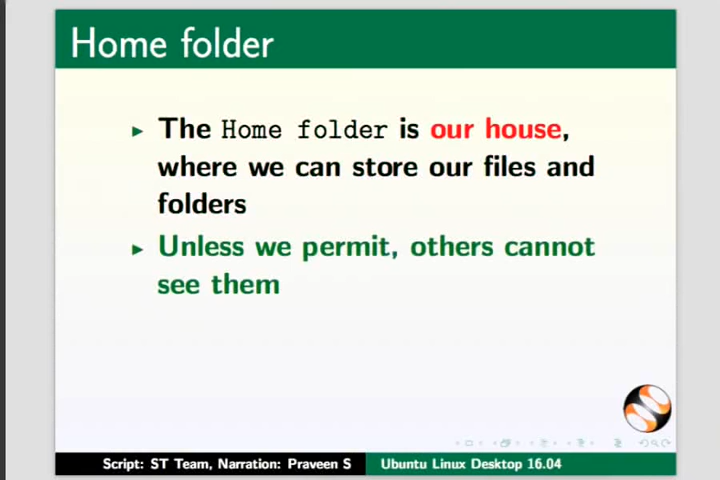 Home folder
The Home folder is our house,
where we can store our files and
folders
Unless we permit, others cannot
see them
Script: ST Team, Narration: Praveen S
Ubuntu Linux Desktop 16.04